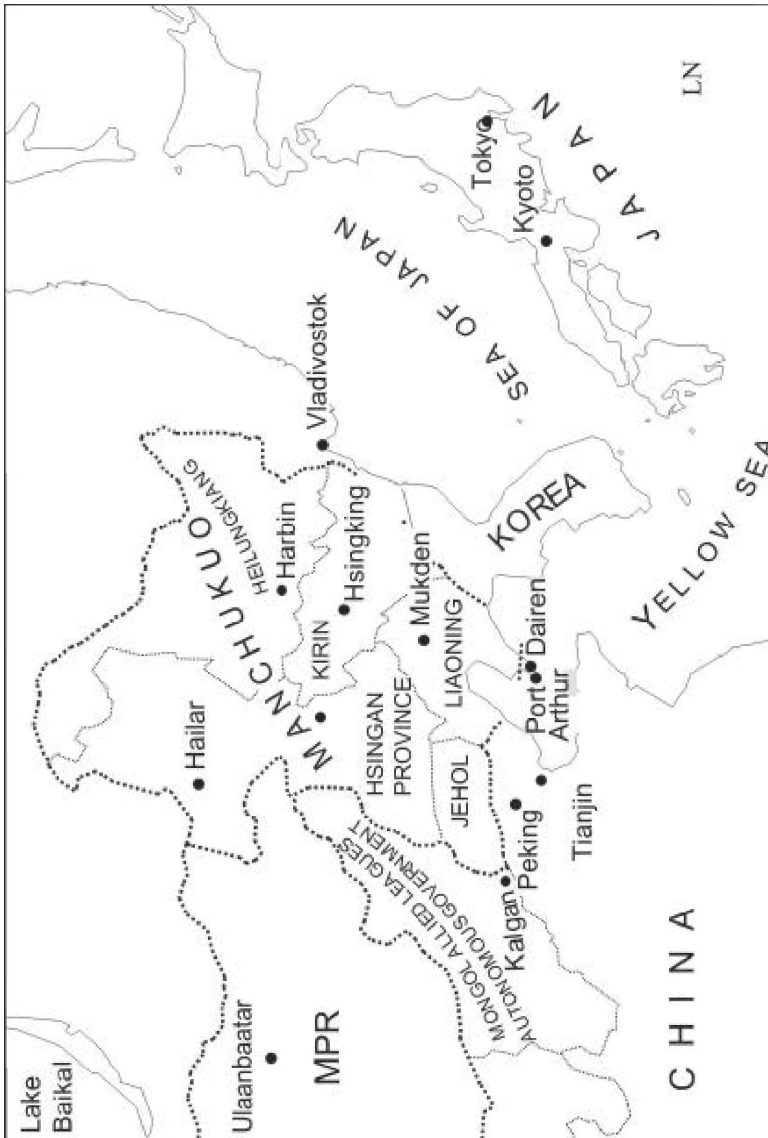 Lake
Baikal
Ulaanbaatar
MPR
Hailar
MANCHUKUO
HEILUNGKIANG
Harbin
KIRIN
Hsingking
Vladivostok
HSINGAN
PROVINCE
Mukden
LIAONING
JEHOL
MONGOL ALLIED LEAGUES
AUTONOMOUS GOVERNMENT
Kalgan
Peking
Tianjin
Port
Arthur
Dairen
KOREA
SEA OF JAPAN
Tokyo
Kyoto
JAPAN
YELLOW SEA
CHINA
LN